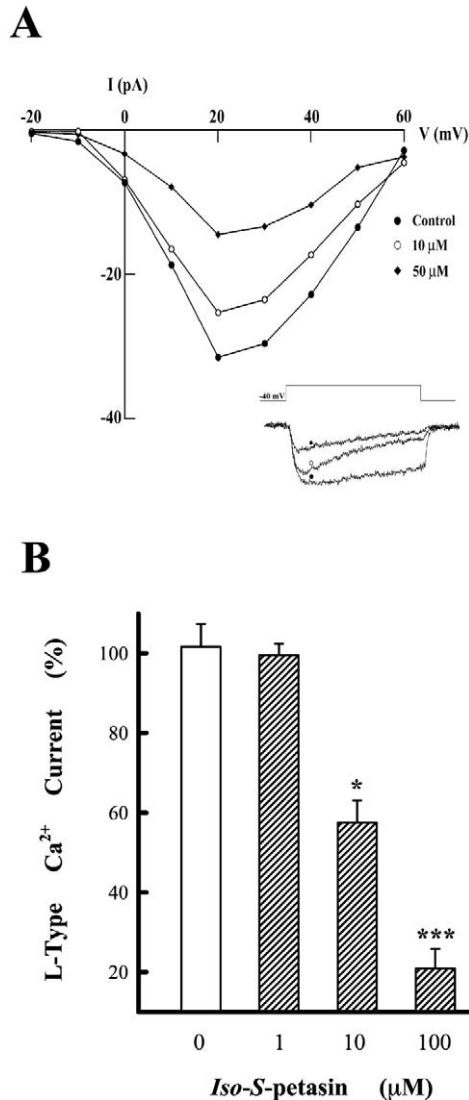 A
I (pA)
-20 0 20 40 60
V (mV)
Control
10 μM
50 μM
-20
-40 mV
-40
B
L-Type Ca²⁺ Current (%)
100
80
60
40
20
*
***
0 1 10 100
Iso-S-petasin (μM)